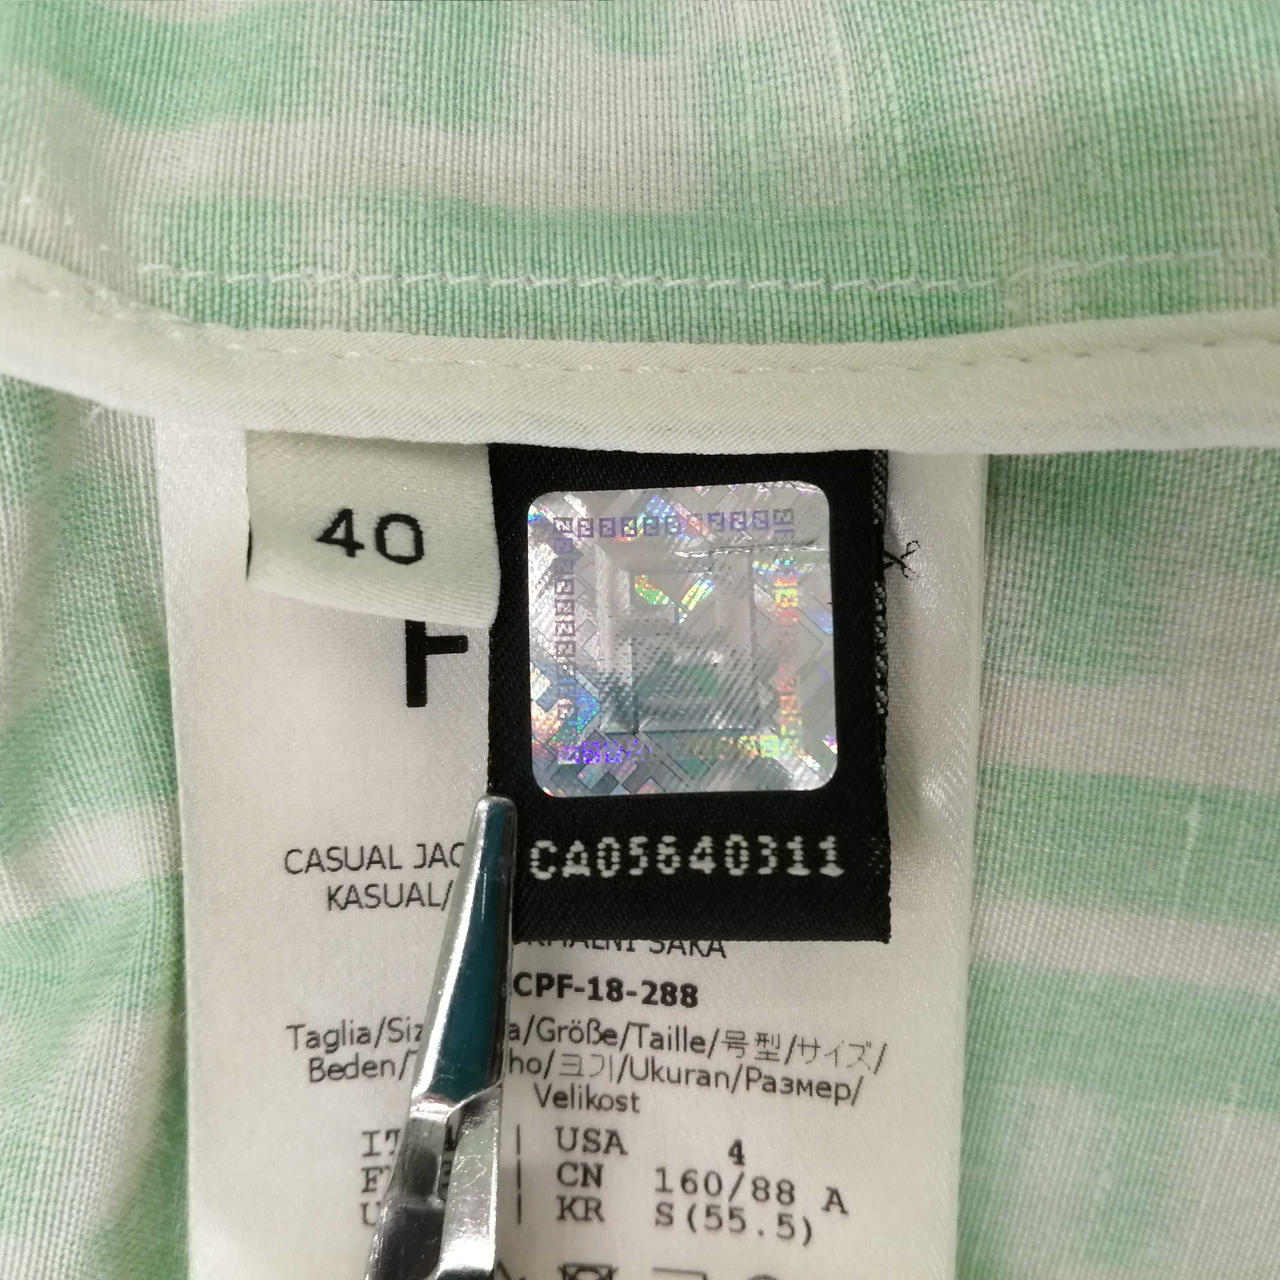 40
F
CASUAL JAC
CA05640311
KASUAL/
SAKA
CPF-18-288
Taglia/Siz a/Größe/Taille/号型/サイズ/
Beden/ ho/크기/Ukuran/Размер/
Velikost
IT | USA 4
| CN 160/88 A
U | KR S(55.5)